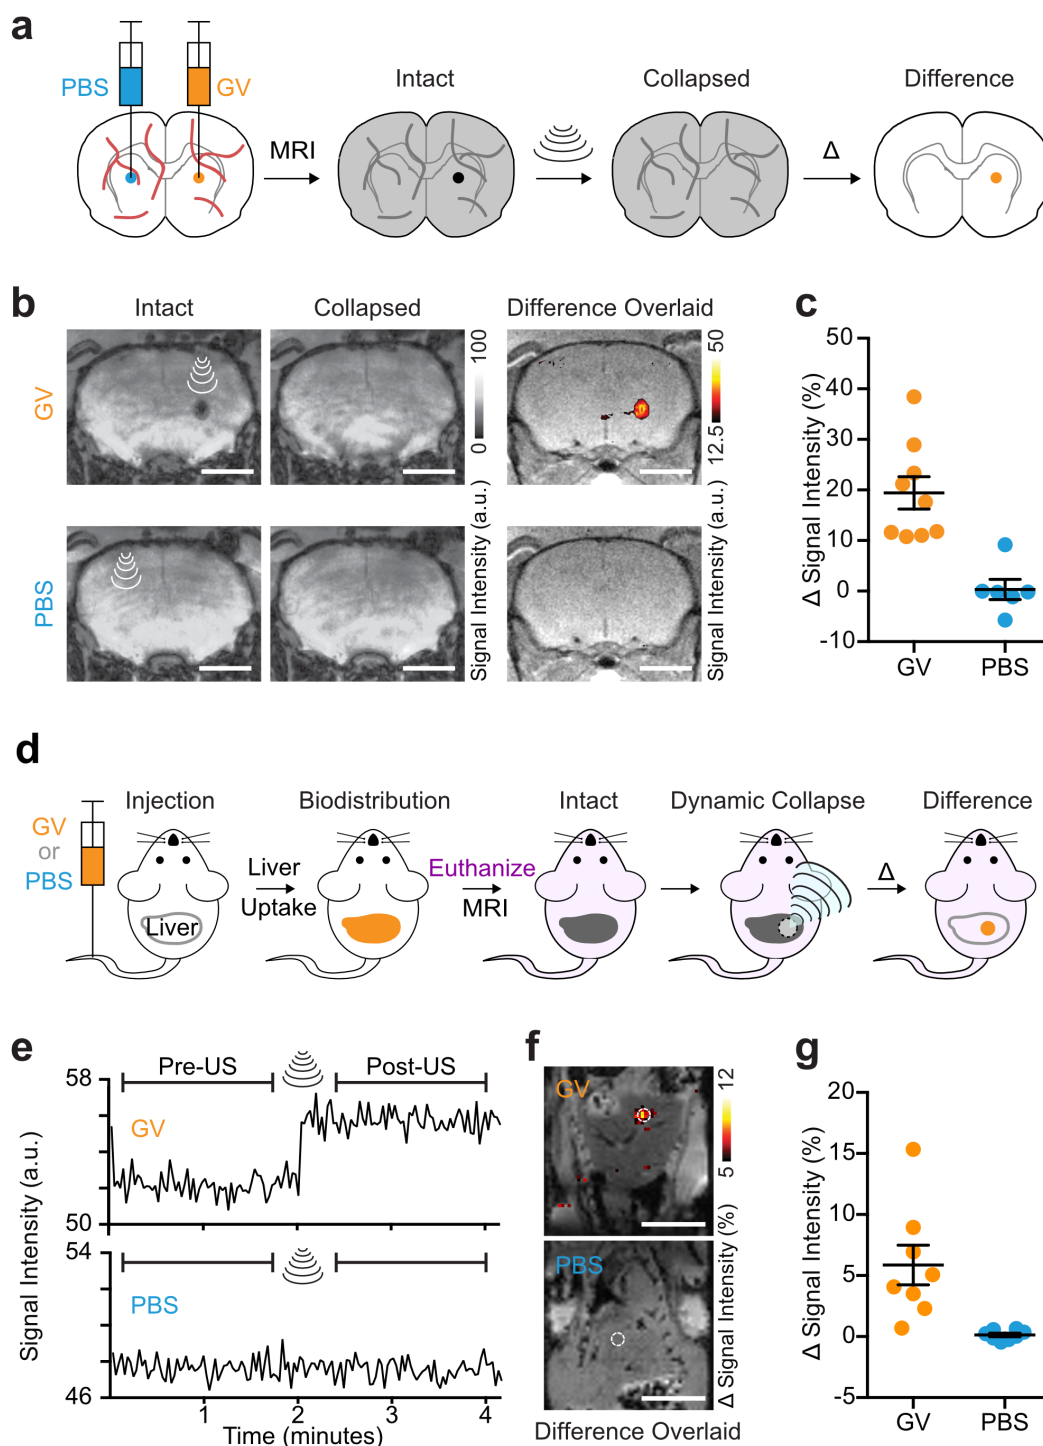 a
PBS
GV
MRI
Intact
Collapsed
Δ
Difference
b
Intact
Collapsed
Difference Overlaid
GV
PBS
100
0
Signal Intensity (a.u.)
50
12.5
Signal Intensity (a.u.)
c
Δ Signal Intensity (%)
50
40
30
20
10
0
-10
GV
PBS
d
GV
or
PBS
Injection
Liver
Liver
Uptake
Biodistribution
Euthanize
MRI
Intact
Dynamic Collapse
Δ
Difference
e
Signal Intensity (a.u.)
Pre-US
Post-US
58
GV
50
54
PBS
46
1
2
3
4
Time (minutes)
f
GV
PBS
12
5
Δ Signal Intensity (%)
Difference Overlaid
g
Δ Signal Intensity (%)
20
15
10
5
0
-5
GV
PBS